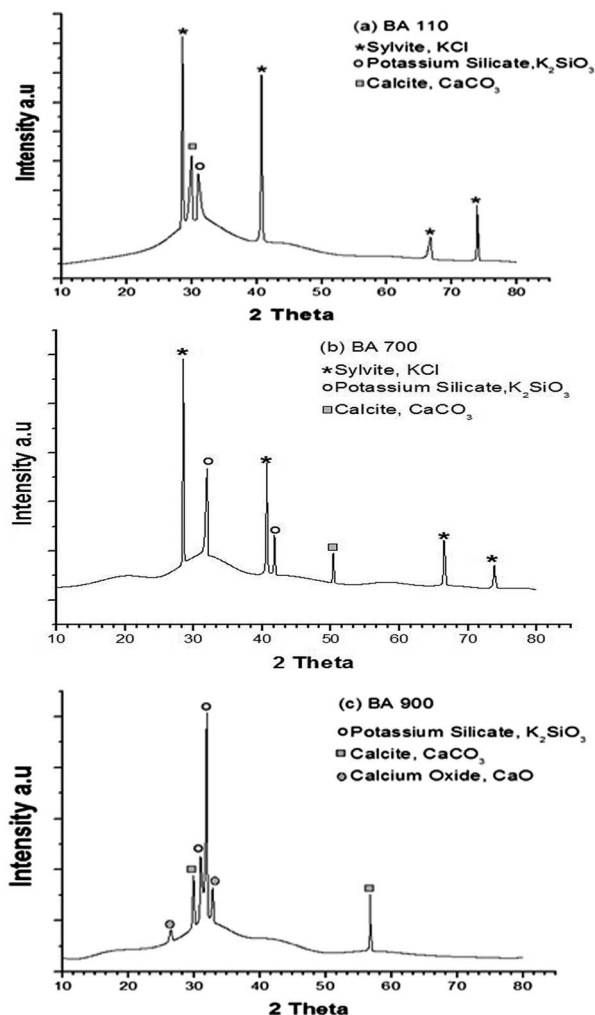 (a) BA 110
*Sylvite, KCl
Potassium Silicate,K₂SiO₃
Calcite, CaCO₃
Intensity a.u
10 20 30 40 50 60 70 80
2 Theta
(b) BA 700
*Sylvite, KCl
Potassium Silicate,K₂SiO₃
Calcite, CaCO₃
Intensity a.u
10 20 30 40 50 60 70 80
2 Theta
(c) BA 900
Potassium Silicate, K₂SiO₃
Calcite, CaCO₃
Calcium Oxide, CaO
Intensity a.u
10 20 30 40 50 60 70 80
2 Theta